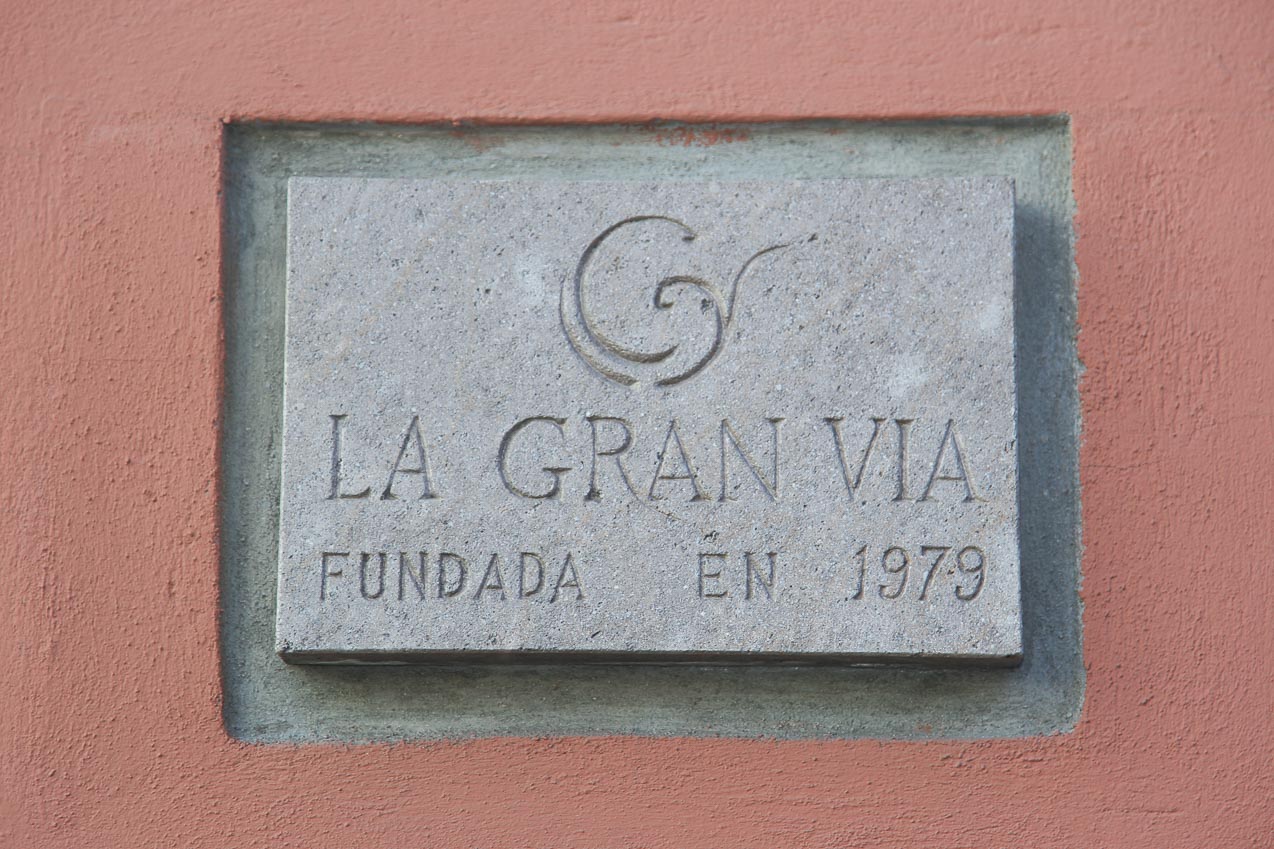 LA GRAN VIA
FUNDADA EN 1979